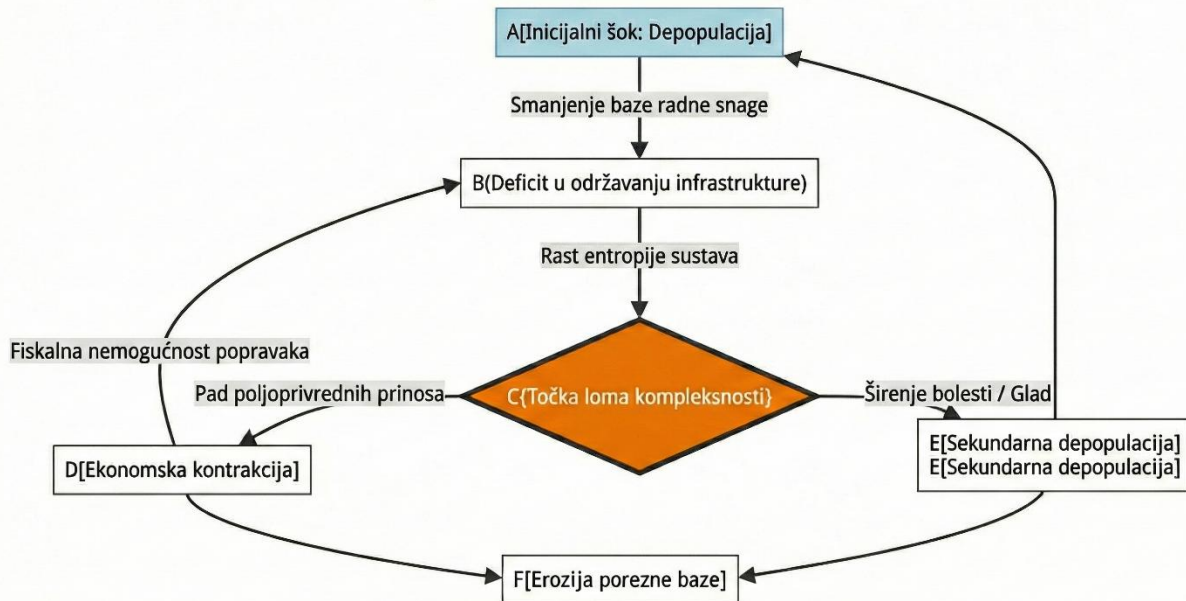 A[Inicijalni šok: Depopulacija]
Smanjenje baze radne snage
B(Deficit u održavanju infrastrukture)
Rast entropije sustava
Fiskalna nemogućnost popravaka
Pad poljoprivrednih prinosa
C{Točka loma kompleksnosti}
Širenje bolesti / Glad
D[Ekonomska kontrakcija]
E[Sekundarna depopulacija]
E[Sekundarna depopulacija]
F[Erozija porezne baze]